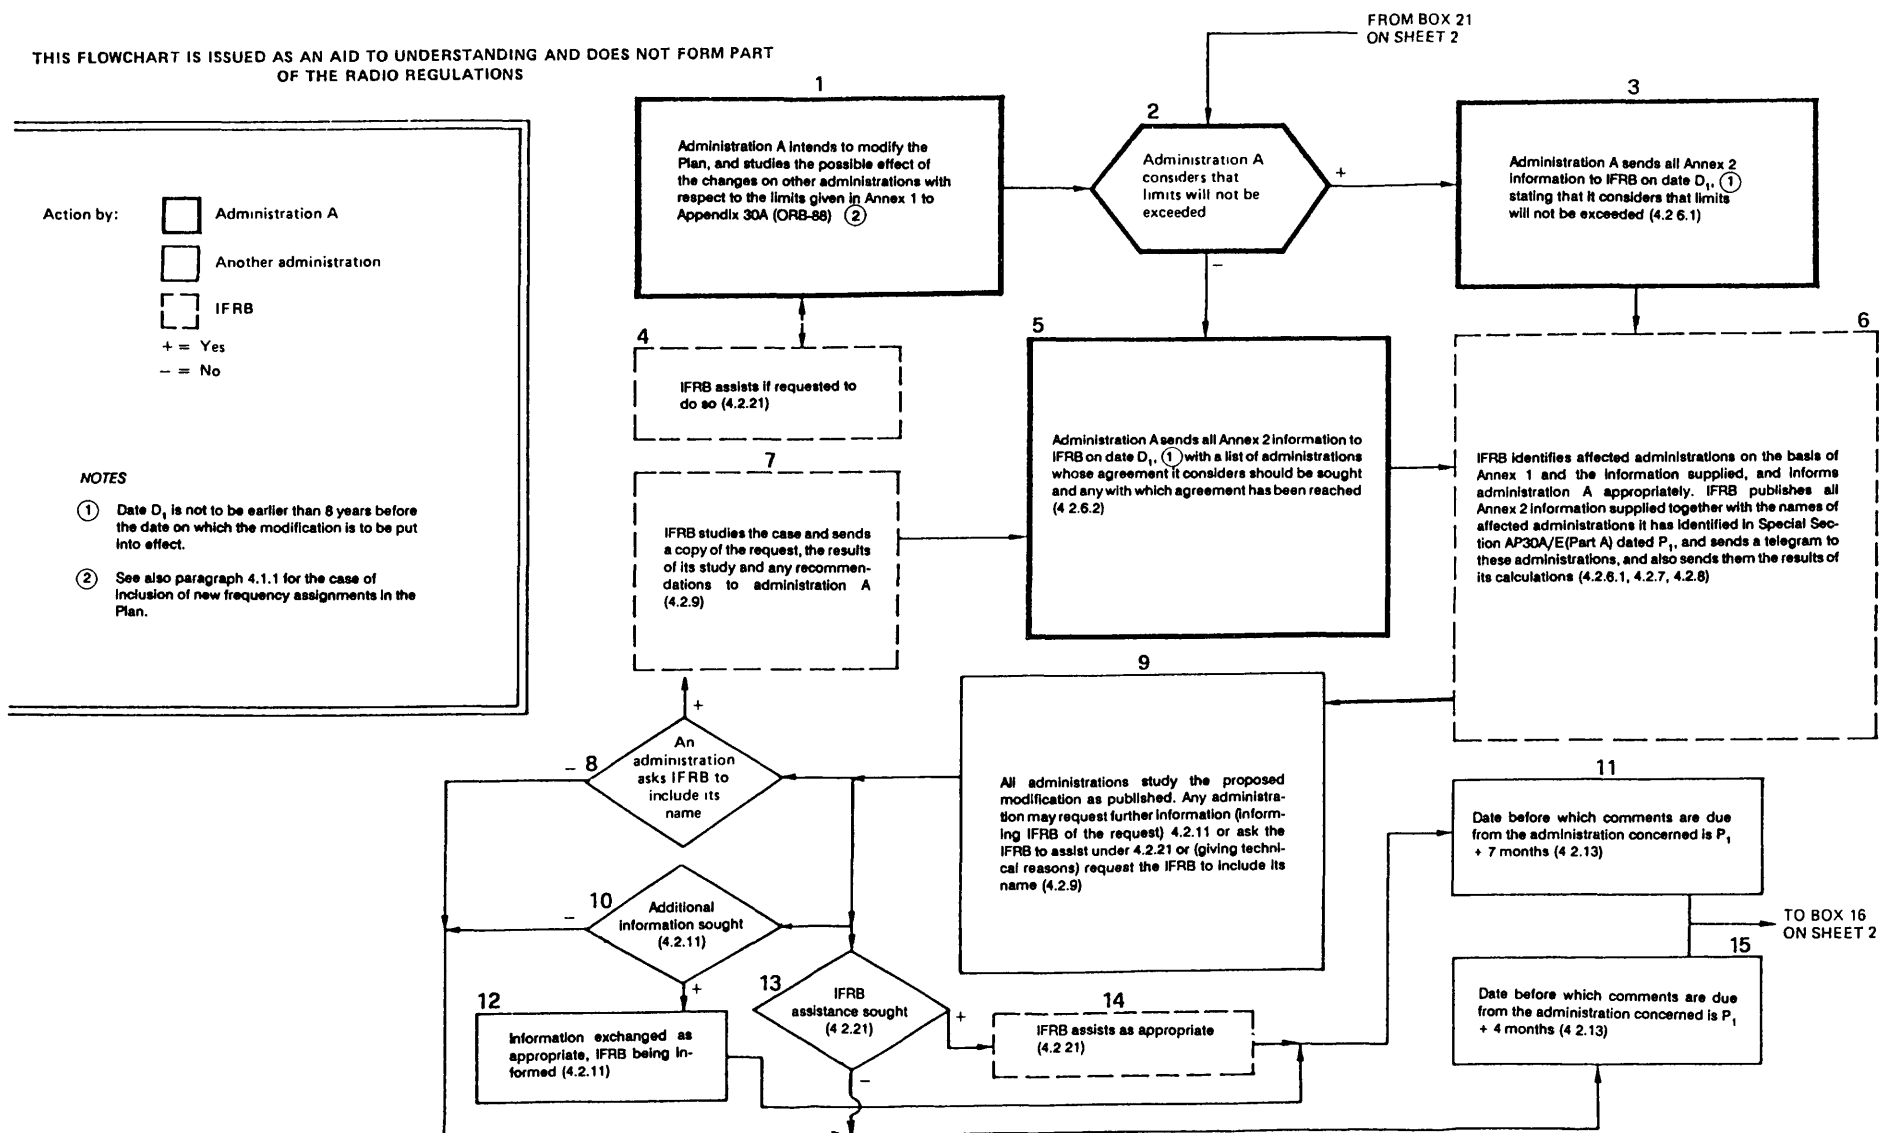 FROM BOX 21
ON SHEET 2
THIS FLOWCHART IS ISSUED AS AN AID TO UNDERSTANDING AND DOES NOT FORM PART
OF THE RADIO REGULATIONS
Action by:
Administration A
Another administration
IFRB
+ = Yes
− = No
NOTES
① Date D₁ is not to be earlier than 8 years before
the date on which the modification is to be put
into effect.
② See also paragraph 4.1.1 for the case of
inclusion of new frequency assignments in the
Plan.
1
Administration A intends to modify the
Plan, and studies the possible effect of
the changes on other administrations with
respect to the limits given in Annex 1 to
Appendix 30A (ORB-88) ②
2
Administration A
considers that
limits will not be
exceeded
+
−
3
Administration A sends all Annex 2
information to IFRB on date D₁, ①
stating that it considers that limits
will not be exceeded (4.2 6.1)
4
IFRB assists if requested to
do so (4.2.21)
5
Administration A sends all Annex 2 information to
IFRB on date D₁, ① with a list of administrations
whose agreement it considers should be sought
and any with which agreement has been reached
(4 2.6.2)
6
IFRB identifies affected administrations on the basis of
Annex 1 and the information supplied, and informs
administration A appropriately. IFRB publishes all
Annex 2 information supplied together with the names of
affected administrations it has identified in Special Sec-
tion AP30A/E(Part A) dated P₁, and sends a telegram to
these administrations, and also sends them the results of
its calculations (4.2.6.1, 4.2.7, 4.2.8)
7
IFRB studies the case and sends
a copy of the request, the results
of its study and any recommen-
dations to administration A
(4.2.9)
8
An
administration
asks IFRB to
include its
name
+
−
9
All administrations study the proposed
modification as published. Any administra-
tion may request further information (inform-
ing IFRB of the request) 4.2.11 or ask the
IFRB to assist under 4.2.21 or (giving techni-
cal reasons) request the IFRB to include its
name (4.2.9)
10
Additional
information sought
(4.2.11)
−
+
11
Date before which comments are due
from the administration concerned is P₁
+ 7 months (4 2.13)
TO BOX 16
ON SHEET 2
12
Information exchanged as
appropriate, IFRB being in-
formed (4.2.11)
13
IFRB
assistance sought
(4 2.21)
+
−
14
IFRB assists as appropriate
(4.2 21)
15
Date before which comments are due
from the administration concerned is P₁
+ 4 months (4 2.13)